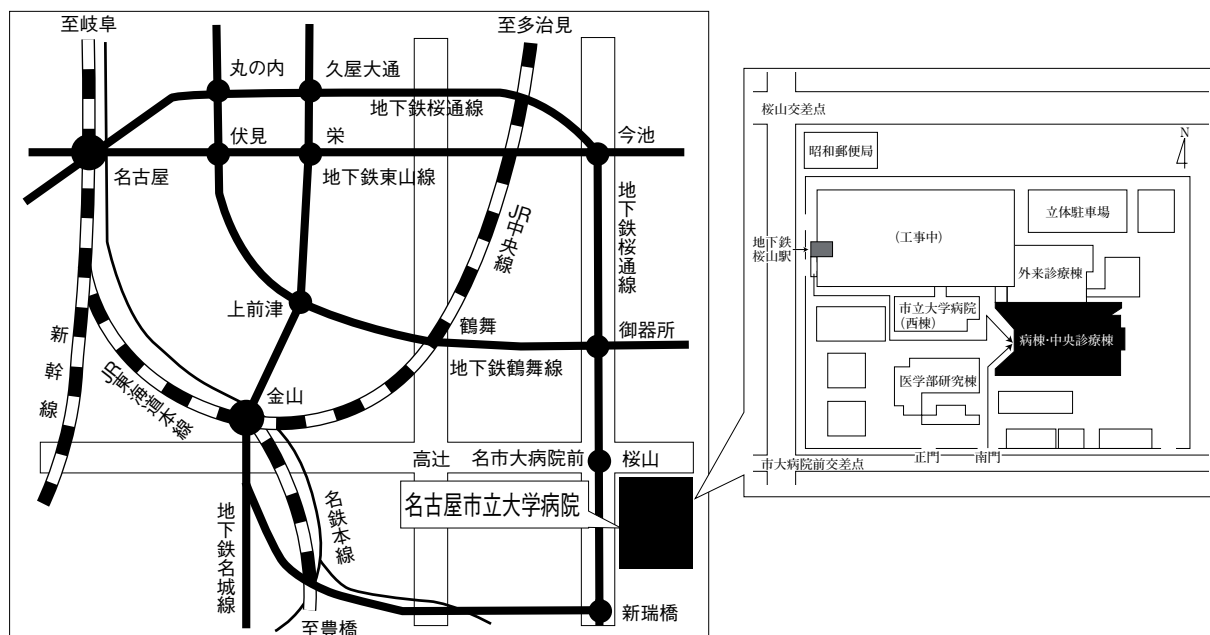 至岐阜
至多治見
丸の内
久屋大通
地下鉄桜通線
伏見
栄
今池
名古屋
地下鉄東山線
地下鉄桜通線
JR中央線
上前津
鶴舞
御器所
地下鉄鶴舞線
新幹線
JR東海道本線
金山
高辻
名市大病院前
桜山
名古屋市立大学病院
地下鉄名城線
名鉄本線
新瑞橋
至豊橋
桜山交差点
昭和郵便局
N
立体駐車場
(工事中)
地下鉄
桜山駅
外来診療棟
市立大学病院
(西棟)
病棟・中央診療棟
医学部研究棟
正門
南門
市大病院前交差点